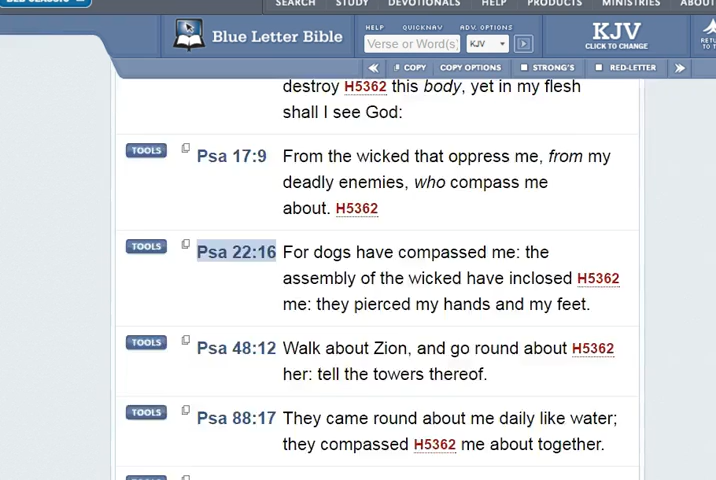 BLB CLASSIC
SEARCH STUDY DEVOTIONALS HELP PRODUCTS MINISTRIES ABOUT
Blue Letter Bible
HELP QUICKNAV ADV. OPTIONS
Verse or Word(s) KJV
KJV
CLICK TO CHANGE
COPY COPY OPTIONS STRONG'S RED-LETTER
destroy H5362 this body, yet in my flesh
shall I see God:
TOOLS Psa 17:9 From the wicked that oppress me, from my
deadly enemies, who compass me
about. H5362
TOOLS Psa 22:16 For dogs have compassed me: the
assembly of the wicked have inclosed H5362
me: they pierced my hands and my feet.
TOOLS Psa 48:12 Walk about Zion, and go round about H5362
her: tell the towers thereof.
TOOLS Psa 88:17 They came round about me daily like water;
they compassed H5362 me about together.